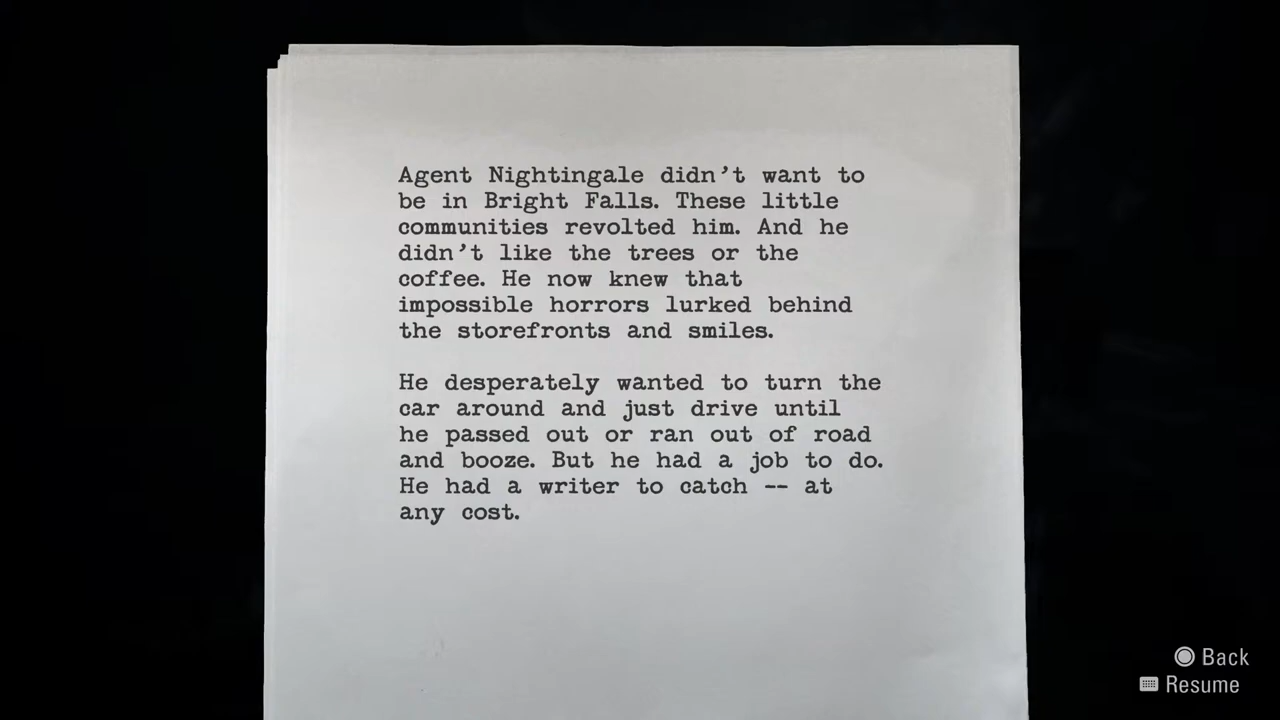 Agent Nightingale didn't want to
be in Bright Falls. These little
communities revolted him. And he
didn't like the trees or the
coffee. He now knew that
impossible horrors lurked behind
the storefronts and smiles.
He desperately wanted to turn the
car around and just drive until
he passed out or ran out of road
and booze. But he had a job to do.
He had a writer to catch -- at
any cost.
Back
Resume